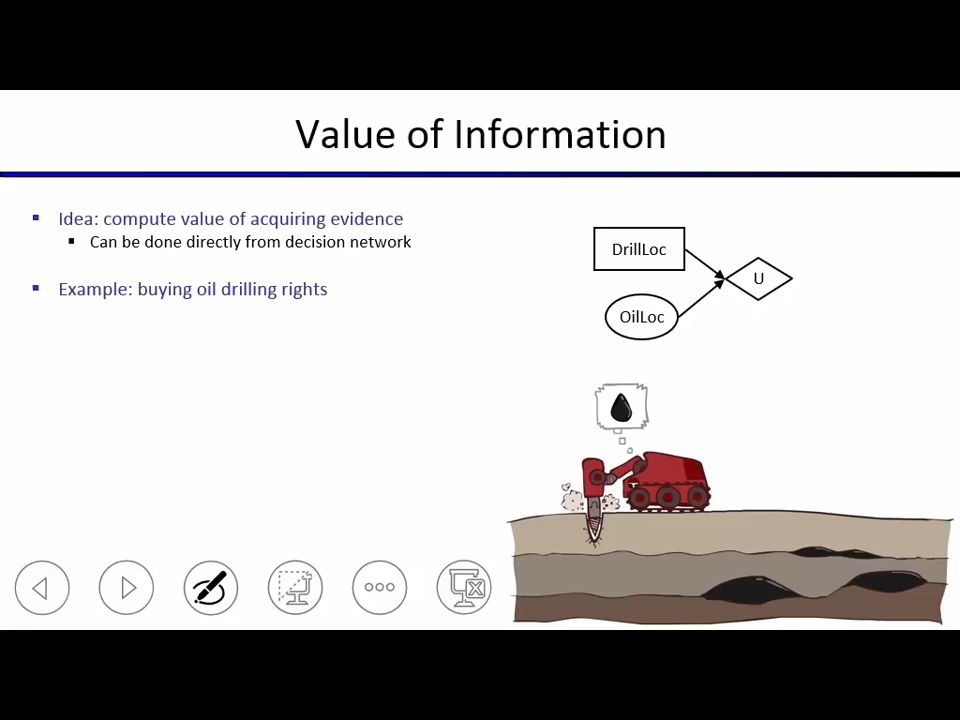 Value of Information
Idea: compute value of acquiring evidence
Can be done directly from decision network
Example: buying oil drilling rights
DrillLoc
U
OilLoc